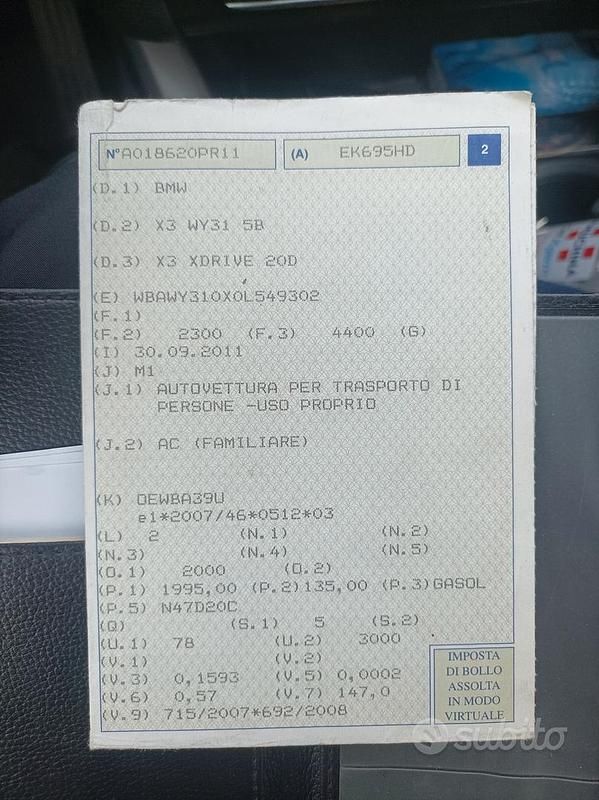 N°A018620PR11 (A) EK695HD 2
(D.1) BMW
(D.2) X3 WY31 5B
(D.3) X3 XDRIVE 20D
(E) WBAWY310X0L549302
(F.1)
(F.2) 2300 (F.3) 4400 (G)
(I) 30.09.2011
(J) M1
(J.1) AUTOVETTURA PER TRASPORTO DI
PERSONE -USO PROPRIO
(J.2) AC (FAMILIARE)
(K) OEWBA39U
e1*2007/46*0512*03
(L) 2 (N.1) (N.2)
(N.3) (N.4) (N.5)
(O.1) 2000 (O.2)
(P.1) 1995,00 (P.2)135,00 (P.3)GASOL
(P.5) N47D20C
(Q) (S.1) 5 (S.2)
(U.1) 78 (U.2) 3000
(V.1) (V.2)
(V.3) 0,1593 (V.5) 0,0002
(V.6) 0,57 (V.7) 147,0
(V.9) 715/2007*692/2008
IMPOSTA
DI BOLLO
ASSOLTA
IN MODO
VIRTUALE
subito